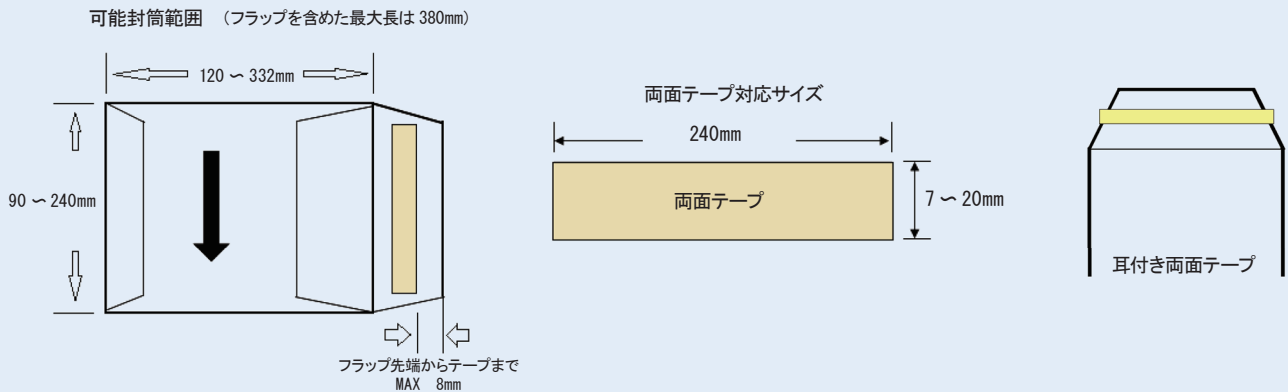 可能封筒範囲 （フラップを含めた最大長は 380mm）
120 ～ 332mm
90 ～ 240mm
フラップ先端からテープまで
MAX 8mm
両面テープ対応サイズ
240mm
両面テープ
7 ～ 20mm
耳付き両面テープ